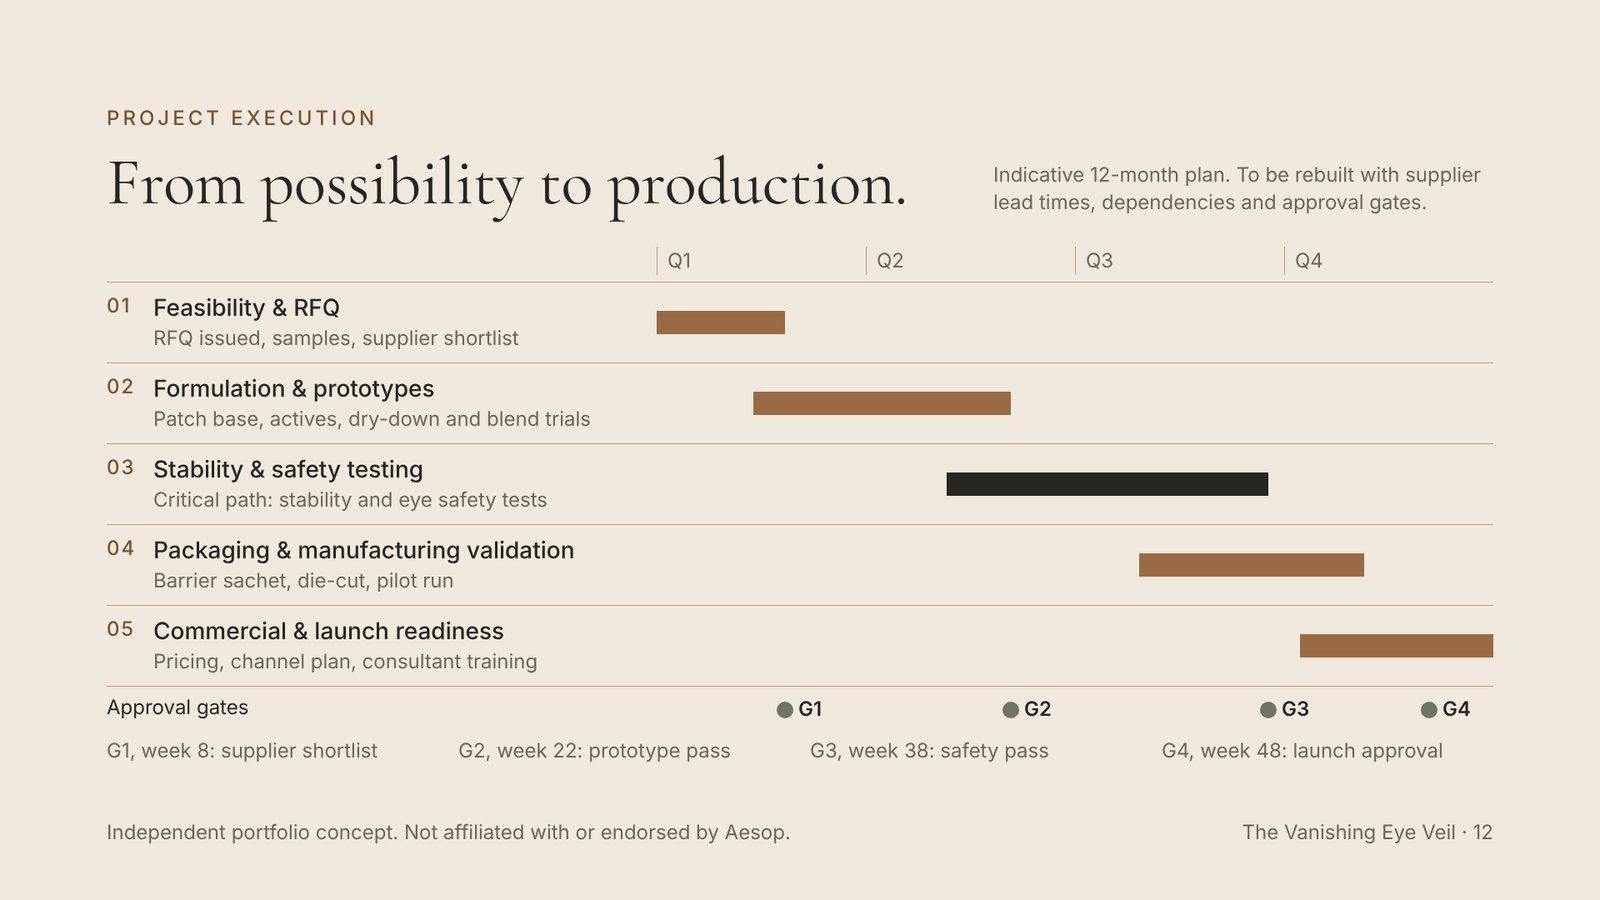 PROJECT EXECUTION
From possibility to production.
Indicative 12-month plan. To be rebuilt with supplier
lead times, dependencies and approval gates.
Q1 Q2 Q3 Q4
01 Feasibility & RFQ
RFQ issued, samples, supplier shortlist
02 Formulation & prototypes
Patch base, actives, dry-down and blend trials
03 Stability & safety testing
Critical path: stability and eye safety tests
04 Packaging & manufacturing validation
Barrier sachet, die-cut, pilot run
05 Commercial & launch readiness
Pricing, channel plan, consultant training
Approval gates G1 G2 G3 G4
G1, week 8: supplier shortlist G2, week 22: prototype pass G3, week 38: safety pass G4, week 48: launch approval
Independent portfolio concept. Not affiliated with or endorsed by Aesop. The Vanishing Eye Veil · 12